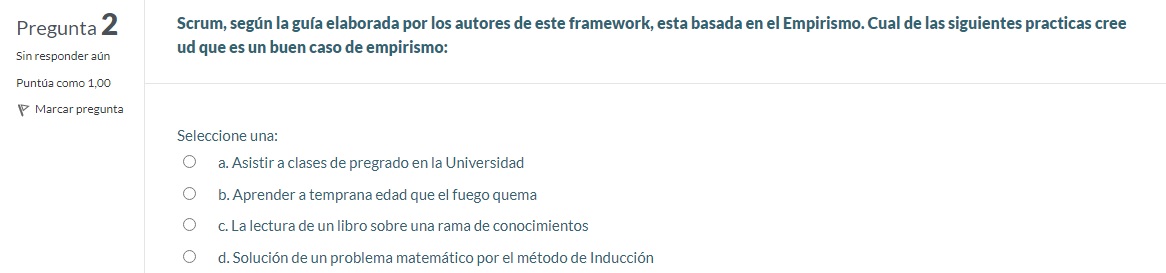 Pregunta 2
Sin responder aún
Puntúa como 1,00
Marcar pregunta
Scrum, según la guía elaborada por los autores de este framework, esta basada en el Empirismo. Cual de las siguientes practicas cree
ud que es un buen caso de empirismo:
Seleccione una:
a. Asistir a clases de pregrado en la Universidad
b. Aprender a temprana edad que el fuego quema
c. La lectura de un libro sobre una rama de conocimientos
d. Solución de un problema matemático por el método de Inducción